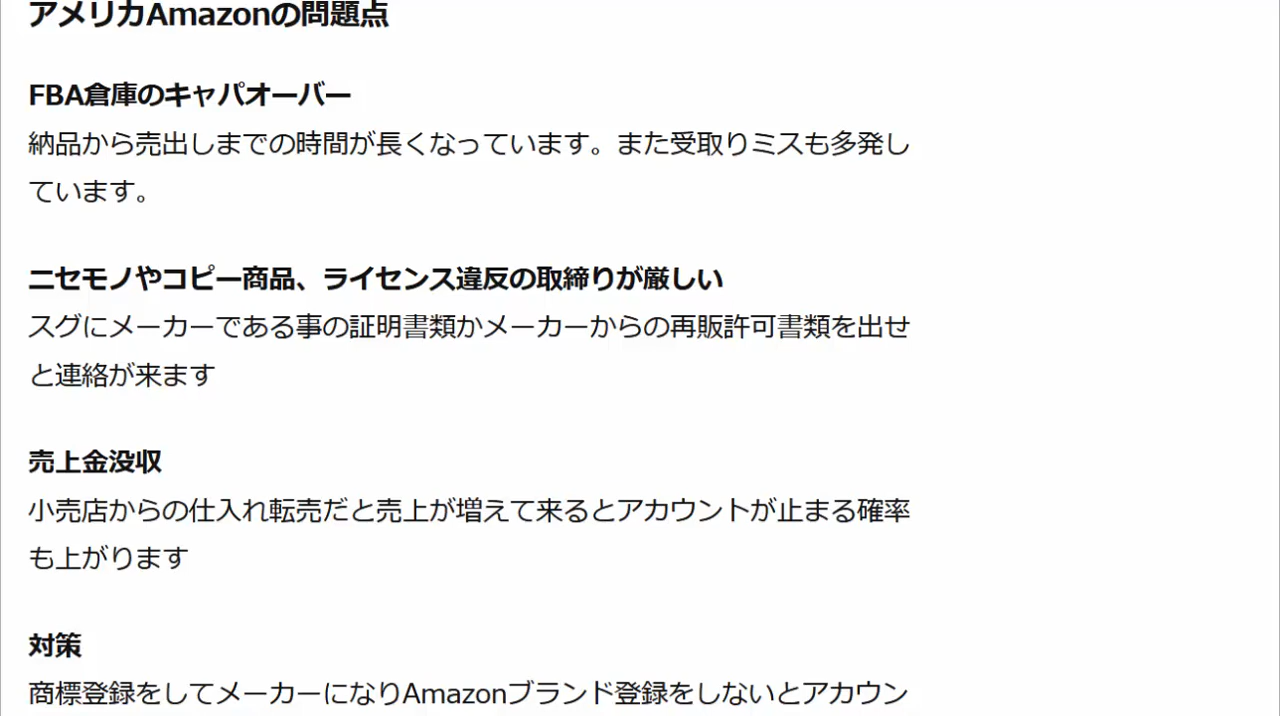 アメリカAmazonの問題点
FBA倉庫のキャパオーバー
納品から売出しまでの時間が長くなっています。また受取りミスも多発し
ています。
ニセモノやコピー商品、ライセンス違反の取締りが厳しい
スグにメーカーである事の証明書類かメーカーからの再販許可書類を出せ
と連絡が来ます
売上金没収
小売店からの仕入れ転売だと売上が増えて来るとアカウントが止まる確率
も上がります
対策
商標登録をしてメーカーになりAmazonブランド登録をしないとアカウン